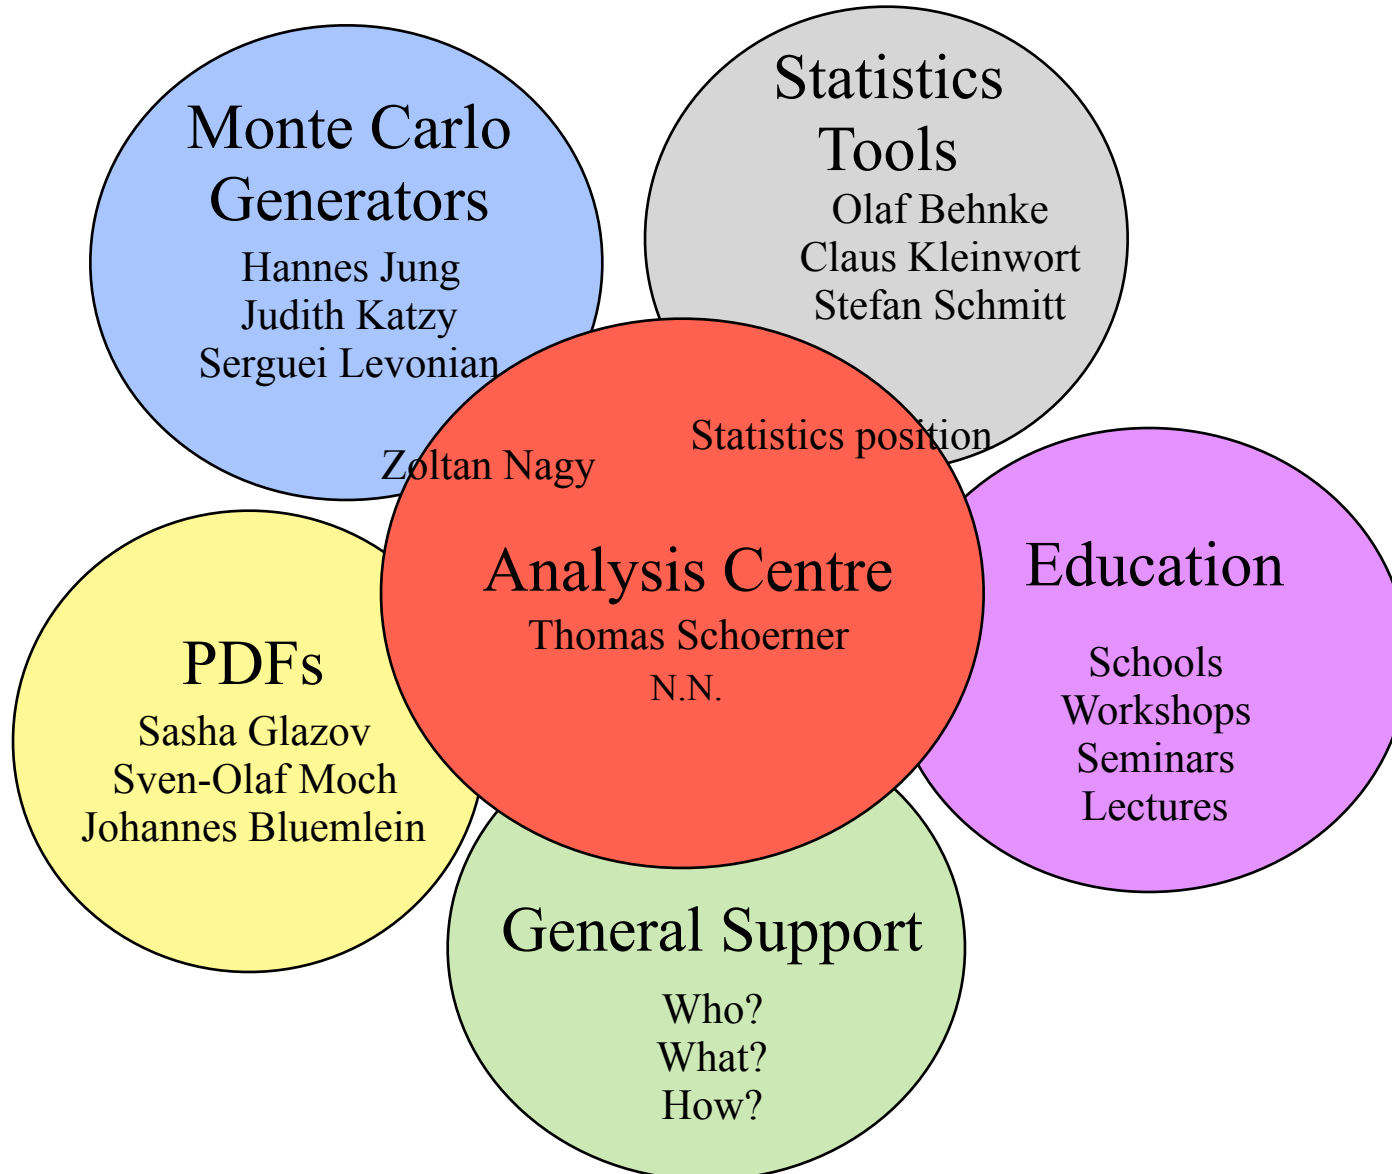 Monte Carlo
Generators
Hannes Jung
Judith Katzy
Serguei Levonian
Zoltan Nagy
Statistics
Tools
Olaf Behnke
Claus Kleinwort
Stefan Schmitt
Statistics position
Analysis Centre
Thomas Schoerner
N.N.
Education
Schools
Workshops
Seminars
Lectures
PDFs
Sasha Glazov
Sven-Olaf Moch
Johannes Bluemlein
General Support
Who?
What?
How?